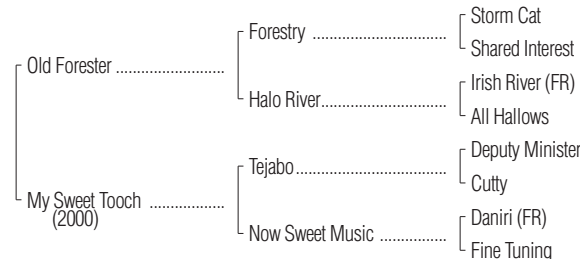 Storm Cat
Forestry ..........................
Shared Interest
Old Forester ...........................
Irish River (FR)
Halo River...........................
All Hallows
Deputy Minister
Tejabo..............................
Cutty
My Sweet Tooch ...................
(2000)
Daniri (FR)
Now Sweet Music .................
Fine Tuning